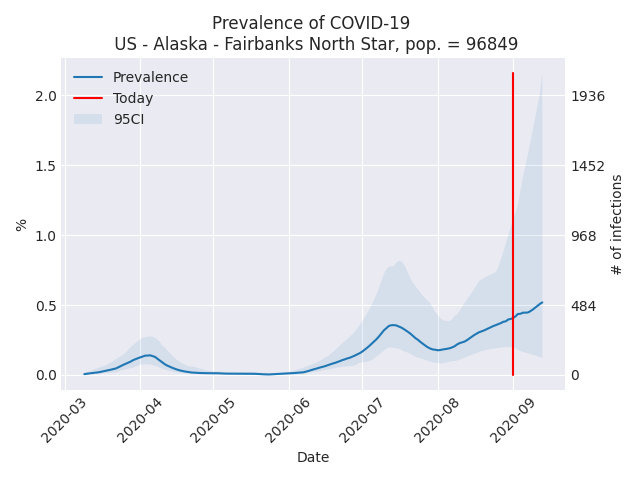 Prevalence of COVID-19
US - Alaska - Fairbanks North Star, pop. = 96849
Prevalence
Today
95CI
2.0
1.5
1.0
0.5
0.0
%
1936
1452
968
484
0
# of infections
2020-03
2020-04
2020-05
2020-06
2020-07
2020-08
2020-09
Date